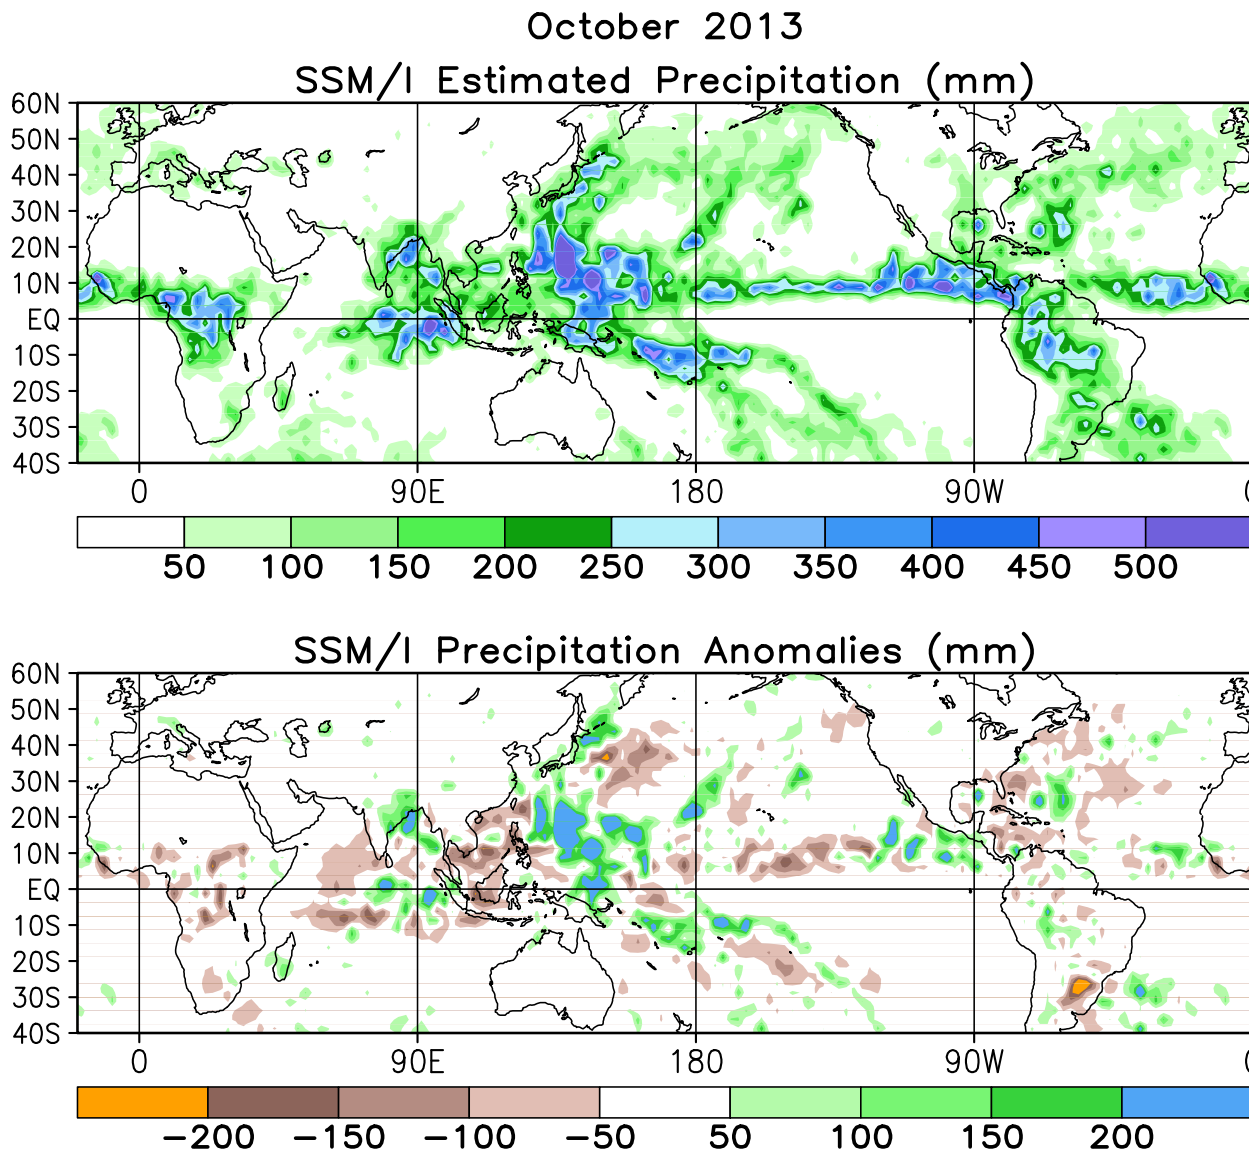 October 2013
SSM/I Estimated Precipitation (mm)
60N
50N
40N
30N
20N
10N
EQ
10S
20S
30S
40S
0 90E 180 90W 0
50 100 150 200 250 300 350 400 450 500
SSM/I Precipitation Anomalies (mm)
60N
50N
40N
30N
20N
10N
EQ
10S
20S
30S
40S
0 90E 180 90W 0
−200 −150 −100 −50 50 100 150 200